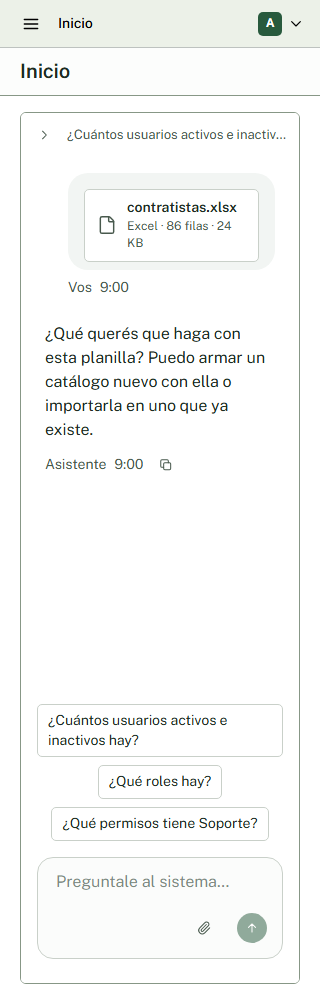 Inicio
A
Inicio
¿Cuántos usuarios activos e inactiv...
contratistas.xlsx
Excel · 86 filas · 24
KB
Vos 9:00
¿Qué querés que haga con
esta planilla? Puedo armar un
catálogo nuevo con ella o
importarla en uno que ya
existe.
Asistente 9:00
¿Cuántos usuarios activos e
inactivos hay?
¿Qué roles hay?
¿Qué permisos tiene Soporte?
Preguntale al sistema...